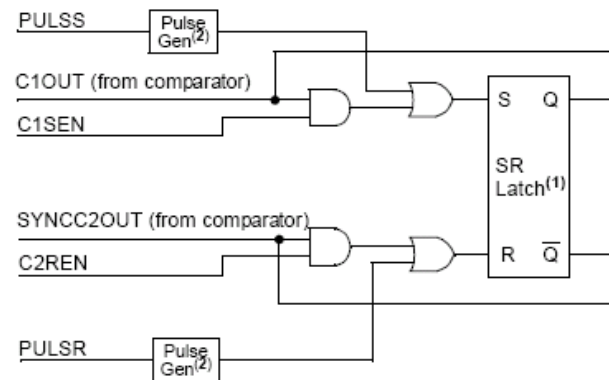 PULSS
Pulse
Gen(2)
C1OUT (from comparator)
C1SEN
S Q
SR
Latch(1)
SYNCC2OUT (from comparator)
C2REN
R Q̅
PULSR
Pulse
Gen(2)